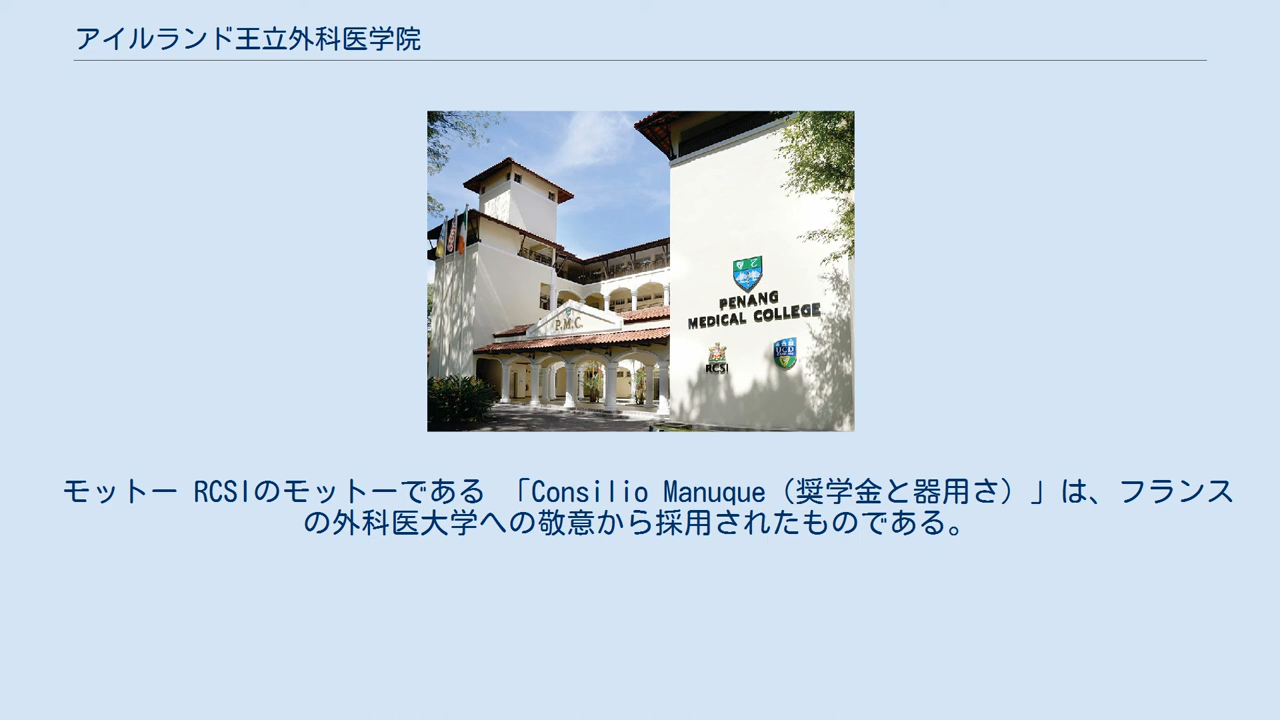 アイルランド王立外科医学院
P.M.C.
PENANG
MEDICAL COLLEGE
RCSI
UCD
モットー RCSIのモットーである 「Consilio Manuque（奨学金と器用さ）」は、フランス
の外科医大学への敬意から採用されたものである。